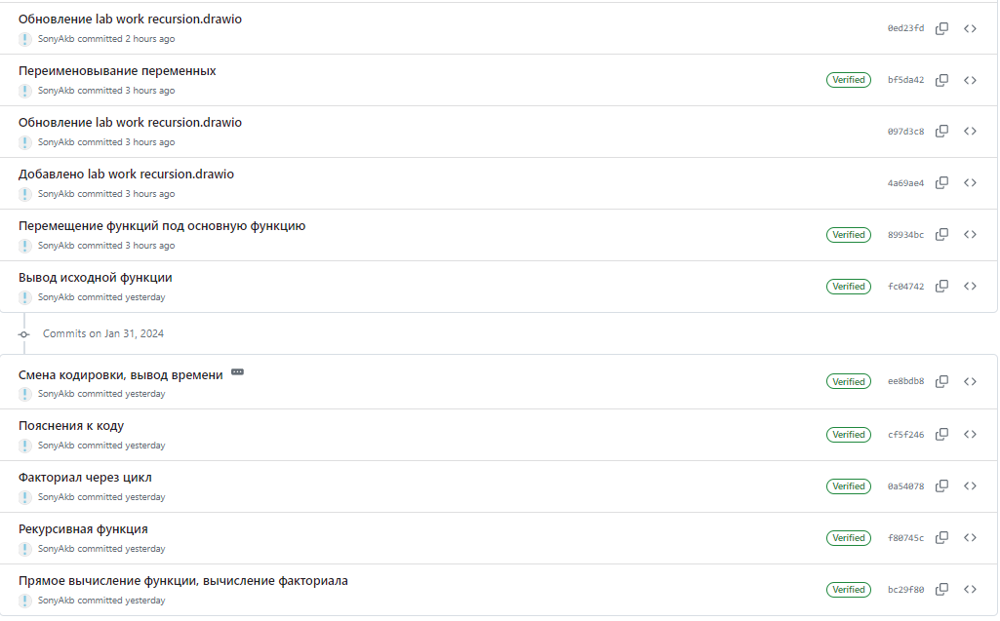 Обновление lab work recursion.drawio
SonyAkb committed 2 hours ago
0ed23fd
Переименовывание переменных
SonyAkb committed 3 hours ago
Verified
bf5da42
Обновление lab work recursion.drawio
SonyAkb committed 3 hours ago
097d3c8
Добавлено lab work recursion.drawio
SonyAkb committed 3 hours ago
4a69ae4
Перемещение функций под основную функцию
SonyAkb committed 3 hours ago
Verified
89934bc
Вывод исходной функции
SonyAkb committed yesterday
Verified
fc04742
Commits on Jan 31, 2024
Смена кодировки, вывод времени
SonyAkb committed yesterday
Verified
ee8bdb8
Пояснения к коду
SonyAkb committed yesterday
Verified
cf5f246
Факториал через цикл
SonyAkb committed yesterday
Verified
0a54078
Рекурсивная функция
SonyAkb committed yesterday
Verified
f80745c
Прямое вычисление функции, вычисление факториала
SonyAkb committed yesterday
Verified
bc29f80